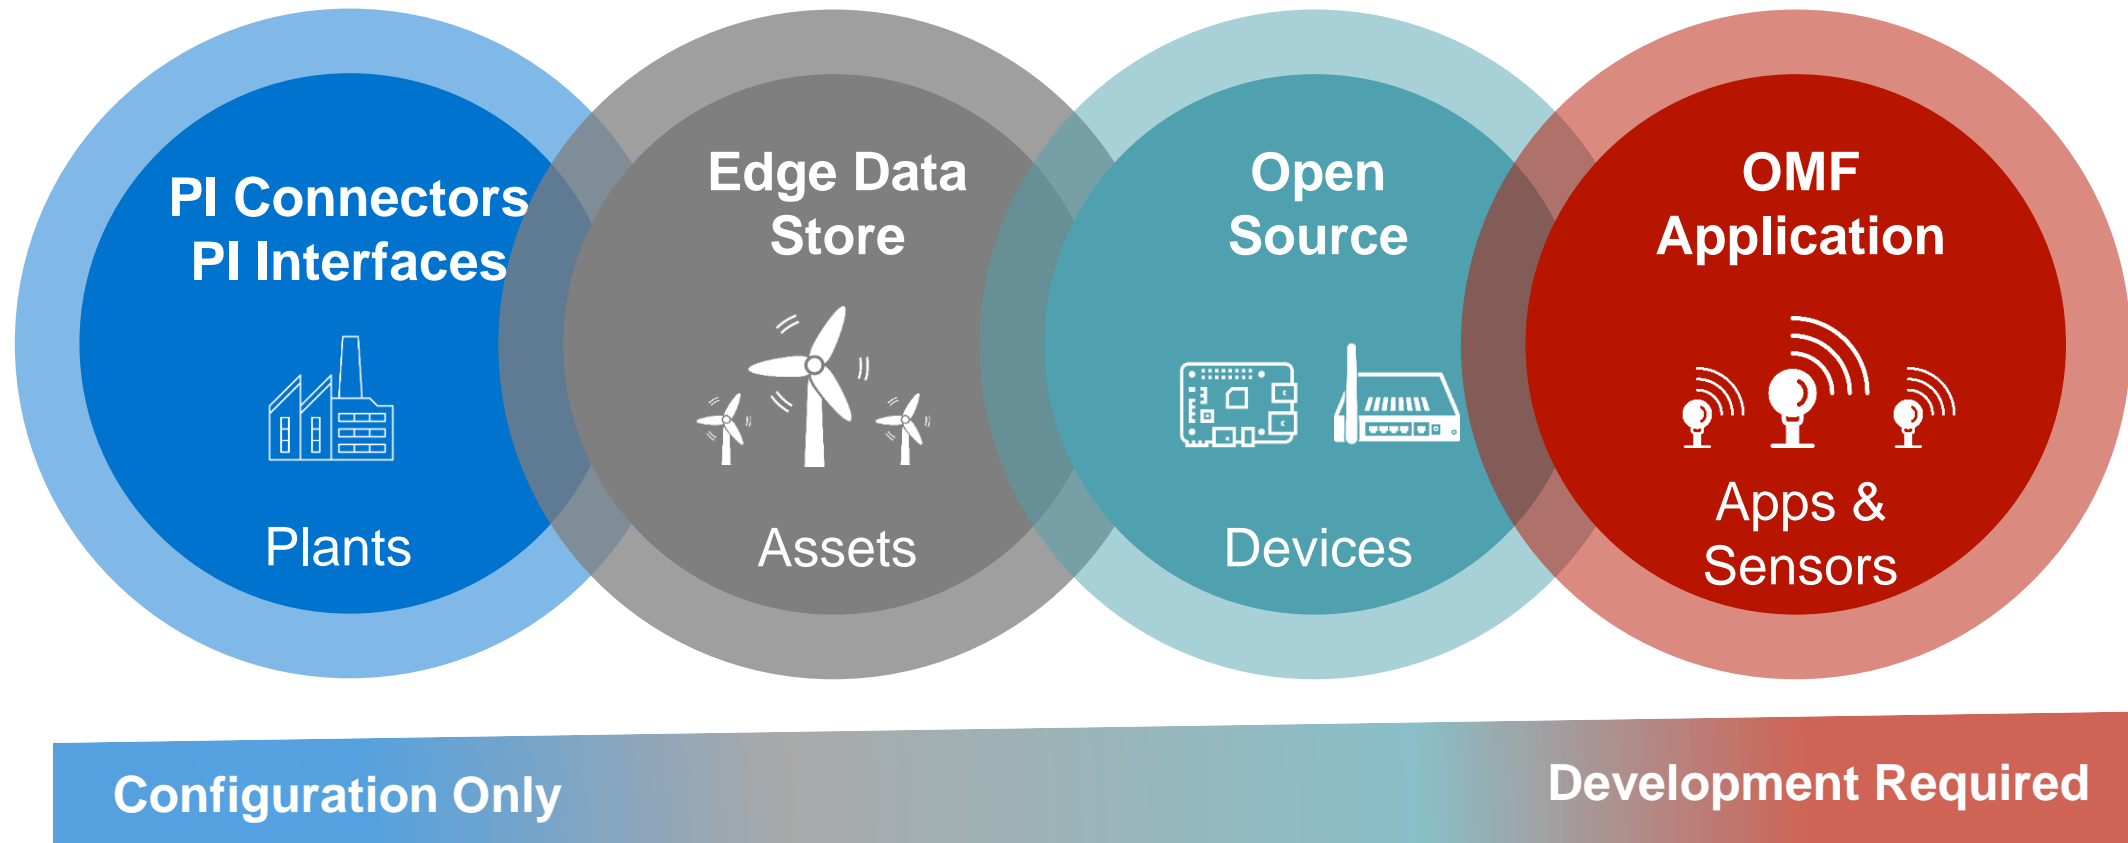 PI Connectors
PI Interfaces
Plants
Edge Data
Store
Assets
Open
Source
Devices
OMF
Application
Apps &
Sensors
Configuration Only
Development Required